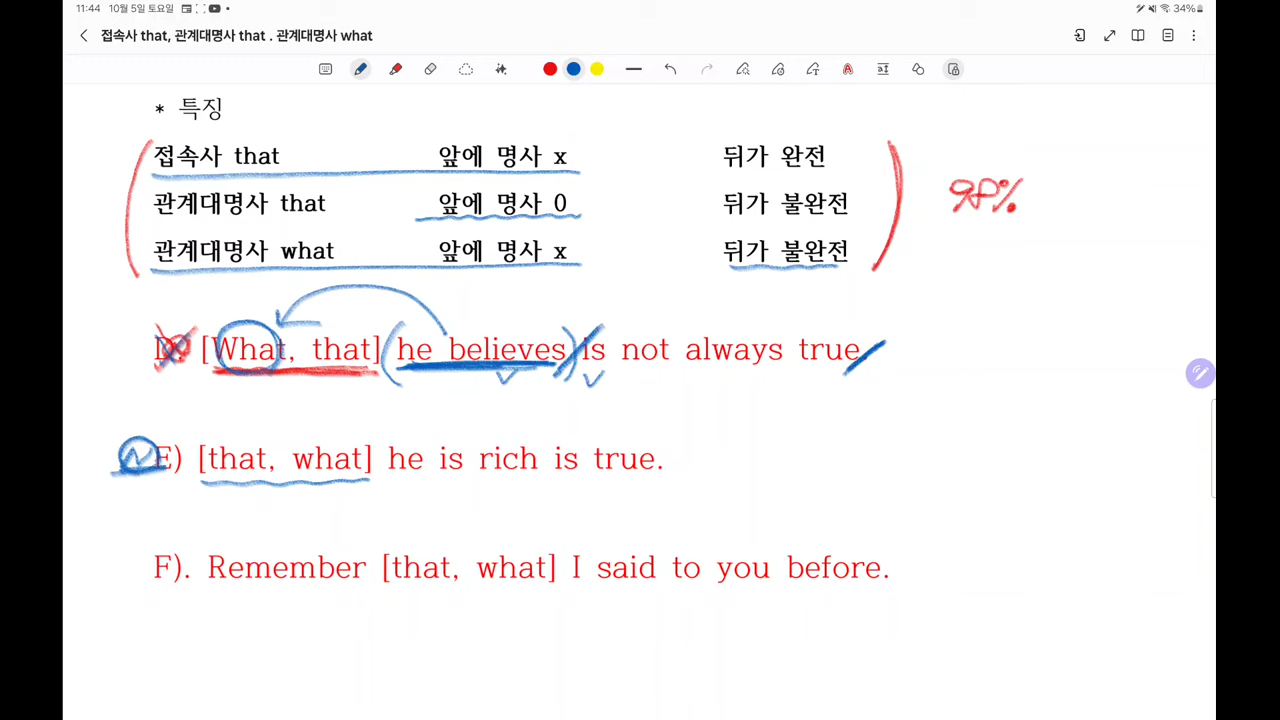 11:44 10월 5일 토요일 34%
접속사 that, 관계대명사 that . 관계대명사 what
* 특징
접속사 that 앞에 명사 x 뒤가 완전
관계대명사 that 앞에 명사 0 뒤가 불완전 98%
관계대명사 what 앞에 명사 x 뒤가 불완전
[What, that] he believes is not always true
N E) [that, what] he is rich is true.
F). Remember [that, what] I said to you before.